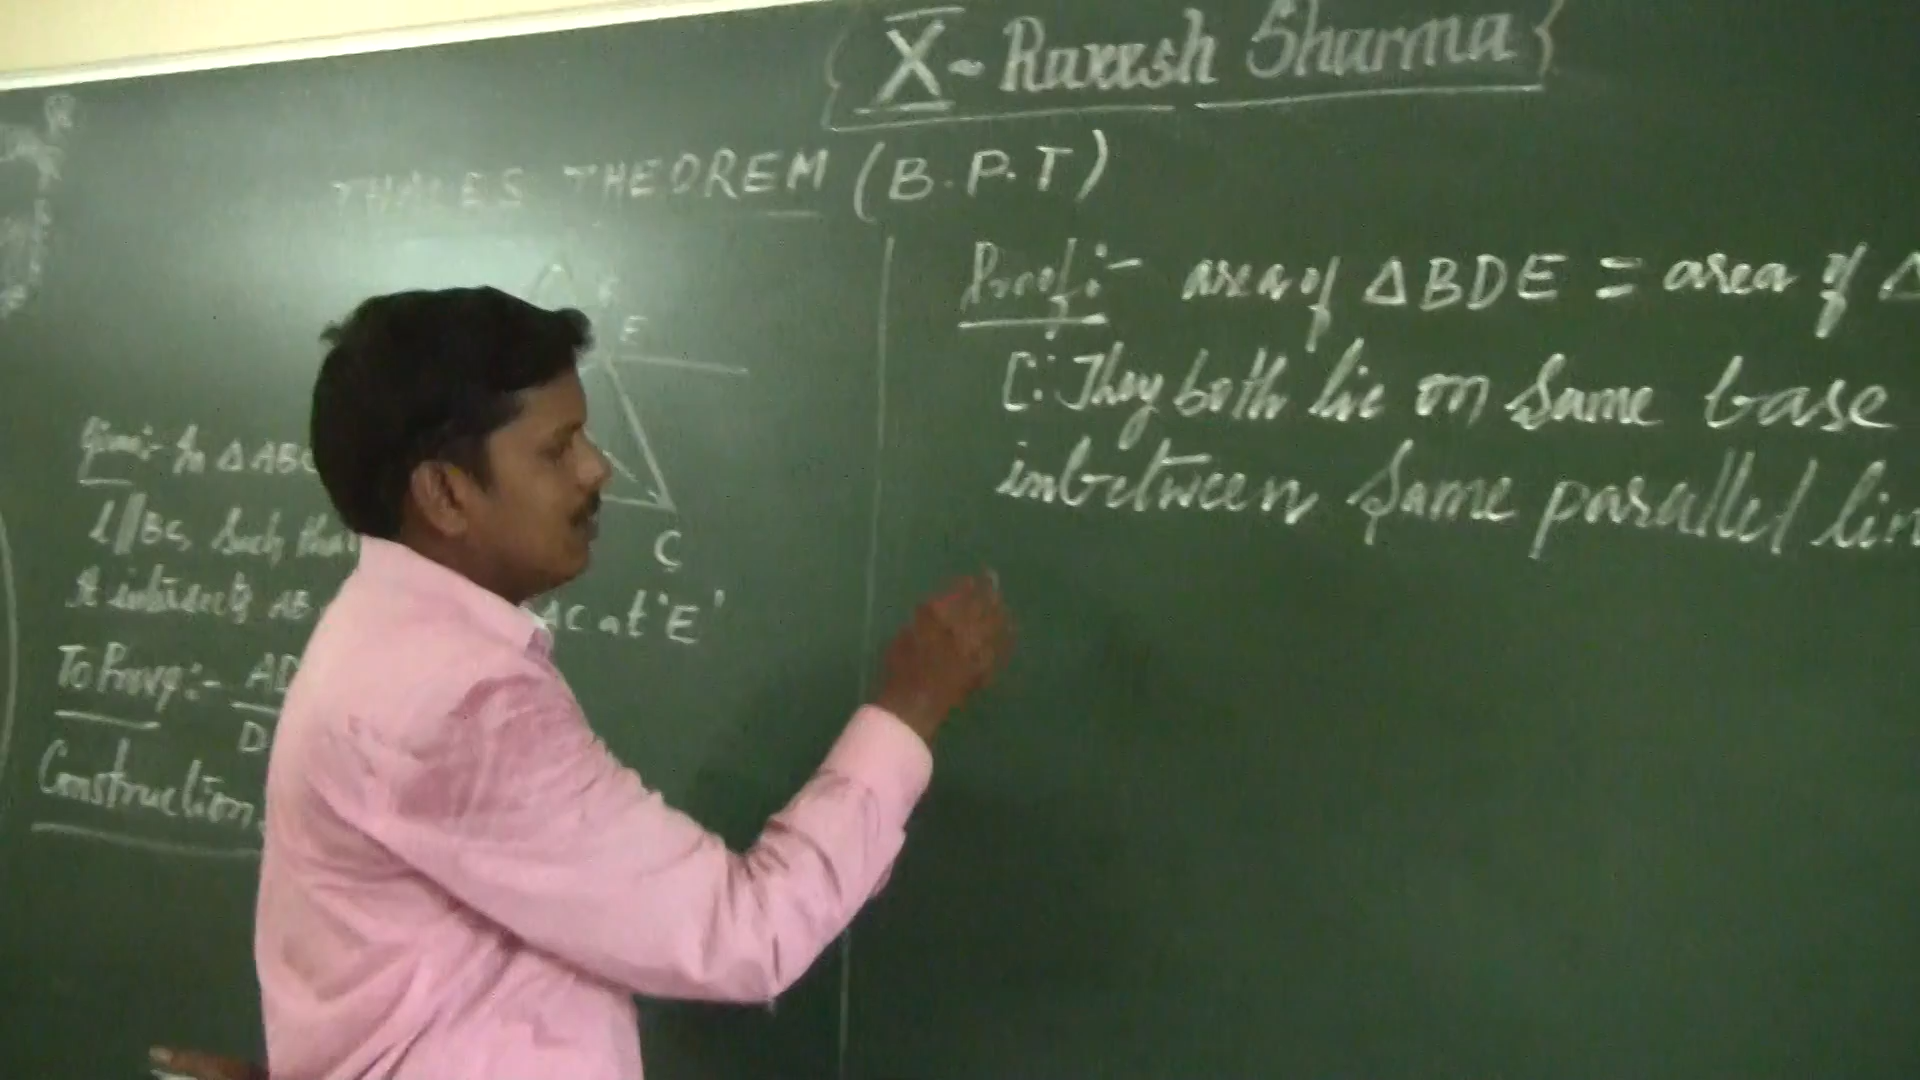 X - Rakesh Sharma
THALES THEOREM (B.P.T)
E
C
Given:- In ΔABC
l||BC, Such that
It intersects AB AC at 'E'
To Prove:- AD
D
Construction
Proof:- area of ΔBDE = area of Δ
[∵ They both lie on Same base
inbetween Same parallel lin